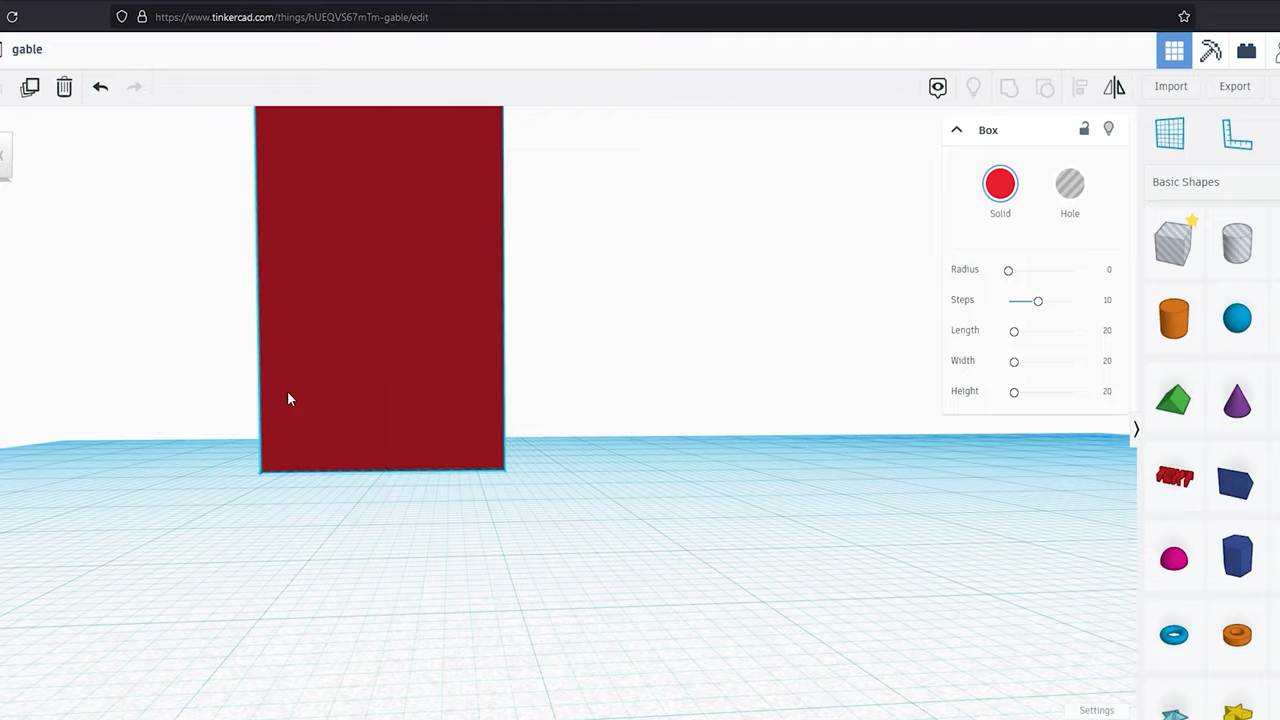 https://www.tinkercad.com/things/hUEQVS67mTm-gable/edit
gable
Import
Export
Box
Solid
Hole
Radius 0
Steps 10
Length 20
Width 20
Height 20
Basic Shapes
TEXT
Settings